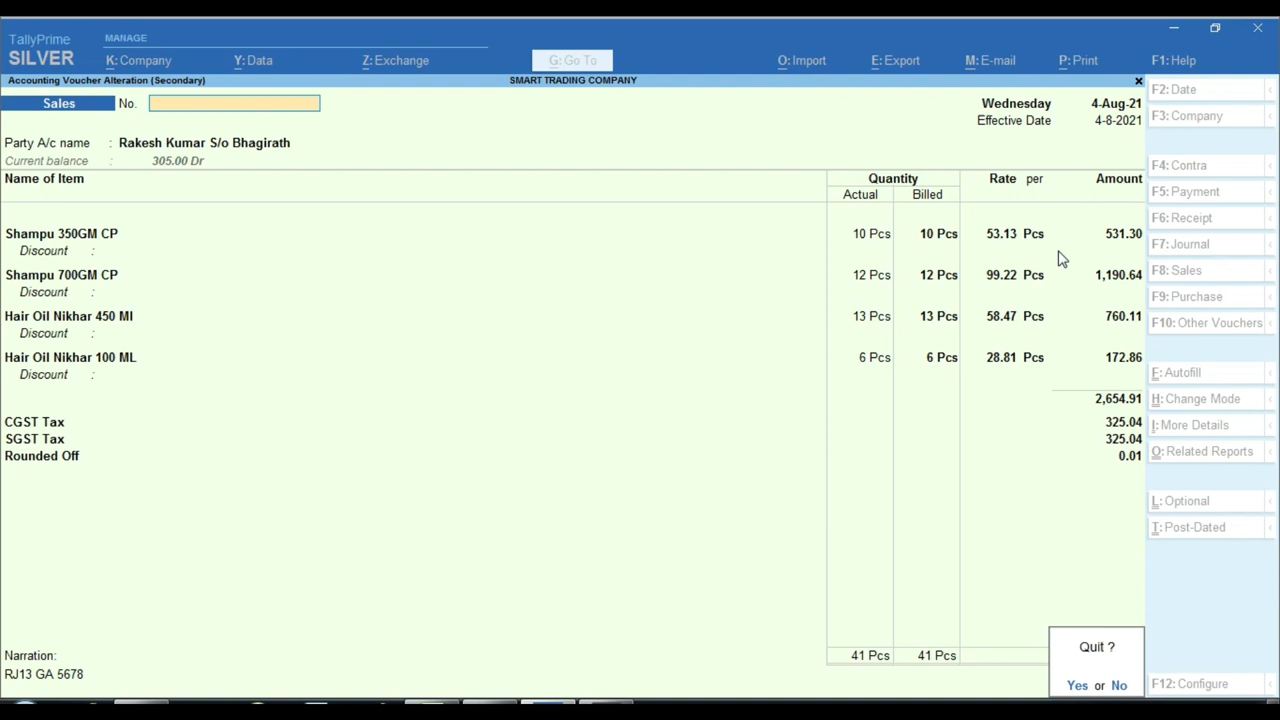 TallyPrime
SILVER
MANAGE
K: Company Y: Data Z: Exchange G: Go To O: Import E: Export M: E-mail P: Print F1: Help
Accounting Voucher Alteration (Secondary) SMART TRADING COMPANY
Sales No. Wednesday 4-Aug-21
Effective Date 4-8-2021
Party A/c name : Rakesh Kumar S/o Bhagirath
Current balance : 305.00 Dr
Name of Item Quantity Rate per Amount
Actual Billed
Shampu 350GM CP 10 Pcs 10 Pcs 53.13 Pcs 531.30
Discount :
Shampu 700GM CP 12 Pcs 12 Pcs 99.22 Pcs 1,190.64
Discount :
Hair Oil Nikhar 450 Ml 13 Pcs 13 Pcs 58.47 Pcs 760.11
Discount :
Hair Oil Nikhar 100 ML 6 Pcs 6 Pcs 28.81 Pcs 172.86
Discount :
2,654.91
CGST Tax 325.04
SGST Tax 325.04
Rounded Off 0.01
Narration: 41 Pcs 41 Pcs
RJ13 GA 5678
Quit ?
Yes or No
F2: Date
F3: Company
F4: Contra
F5: Payment
F6: Receipt
F7: Journal
F8: Sales
F9: Purchase
F10: Other Vouchers
E: Autofill
H: Change Mode
I: More Details
O: Related Reports
L: Optional
T: Post-Dated
F12: Configure